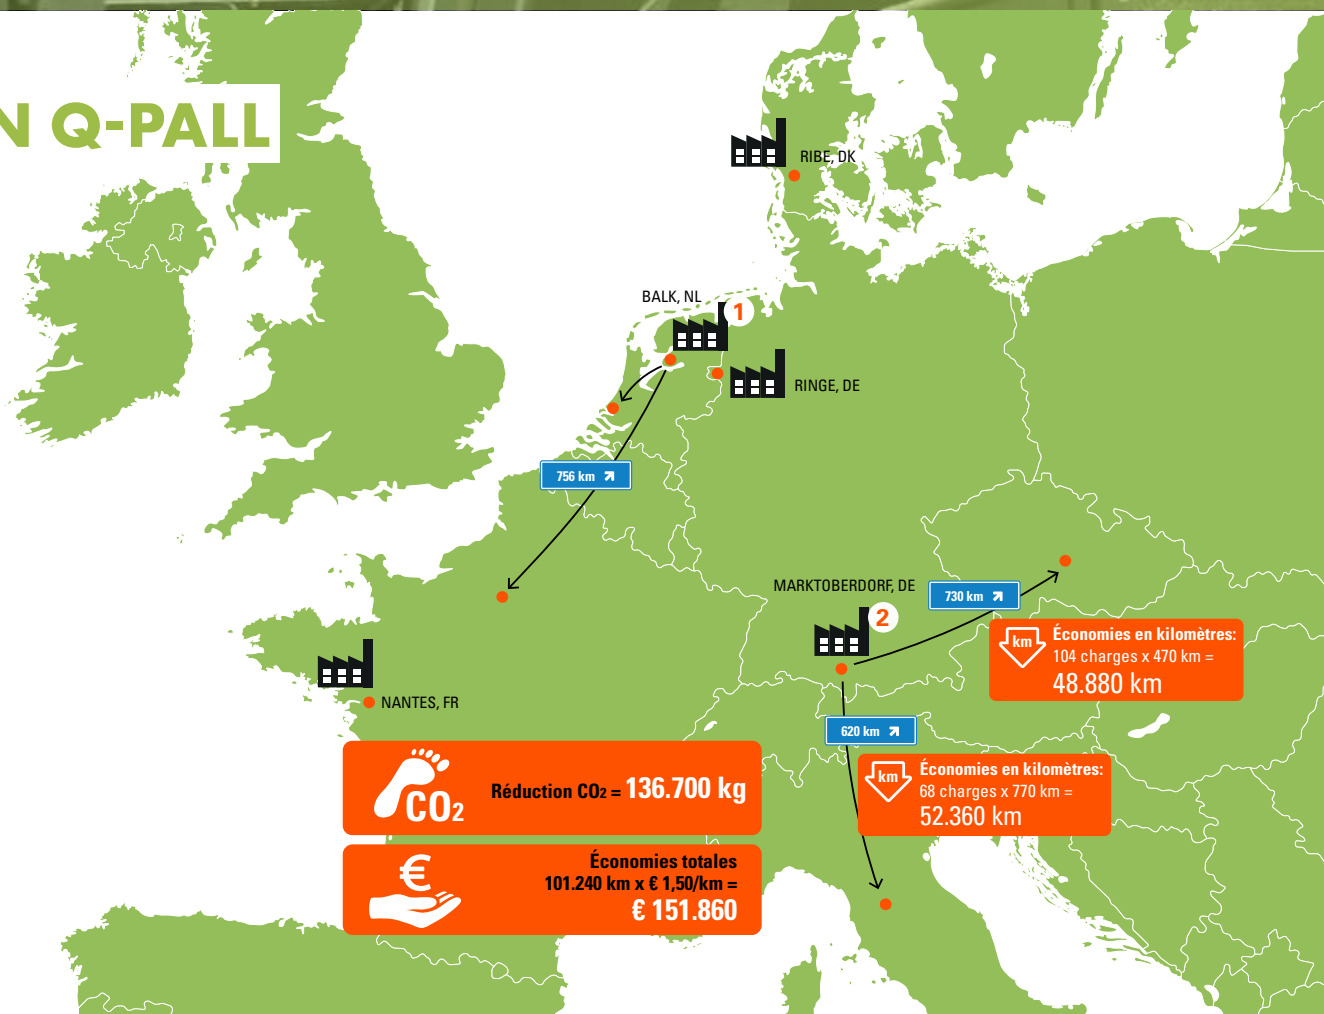 N Q-PALL
RIBE, DK
BALK, NL
1
RINGE, DE
756 km
MARKTOBERDORF, DE
2
730 km
km
Économies en kilomètres:
104 charges x 470 km =
48.880 km
NANTES, FR
620 km
km
Économies en kilomètres:
68 charges x 770 km =
52.360 km
CO2
Réduction CO2 = 136.700 kg
€
Économies totales
101.240 km x € 1,50/km =
€ 151.860